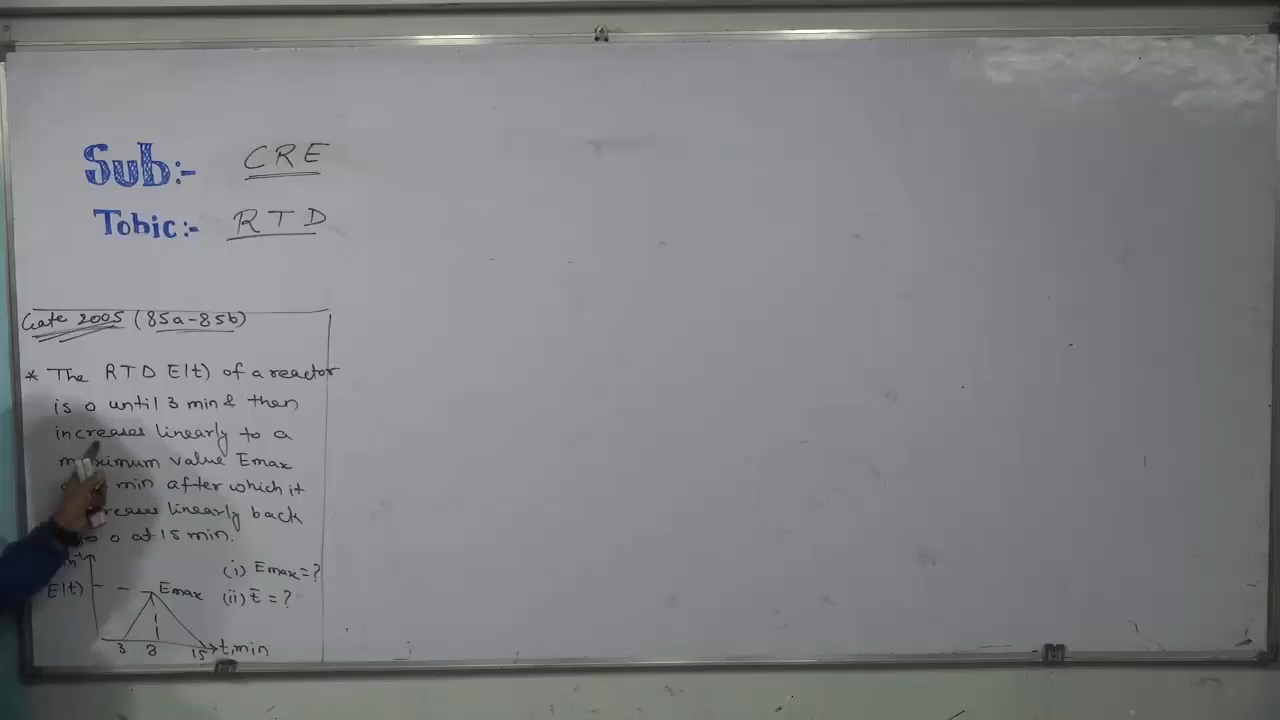 Sub:- CRE
Tobic:- RTD
Gate 2005 (85a-85b)
* The RTD E(t) of a reactor
is 0 until 3 min & then
increases linearly to a
maximum value Emax
min after which it
linearly back
0 at 15 min.
(i) Emax = ?
E(t) Emax (ii) t̄ = ?
3 8 15 t, min